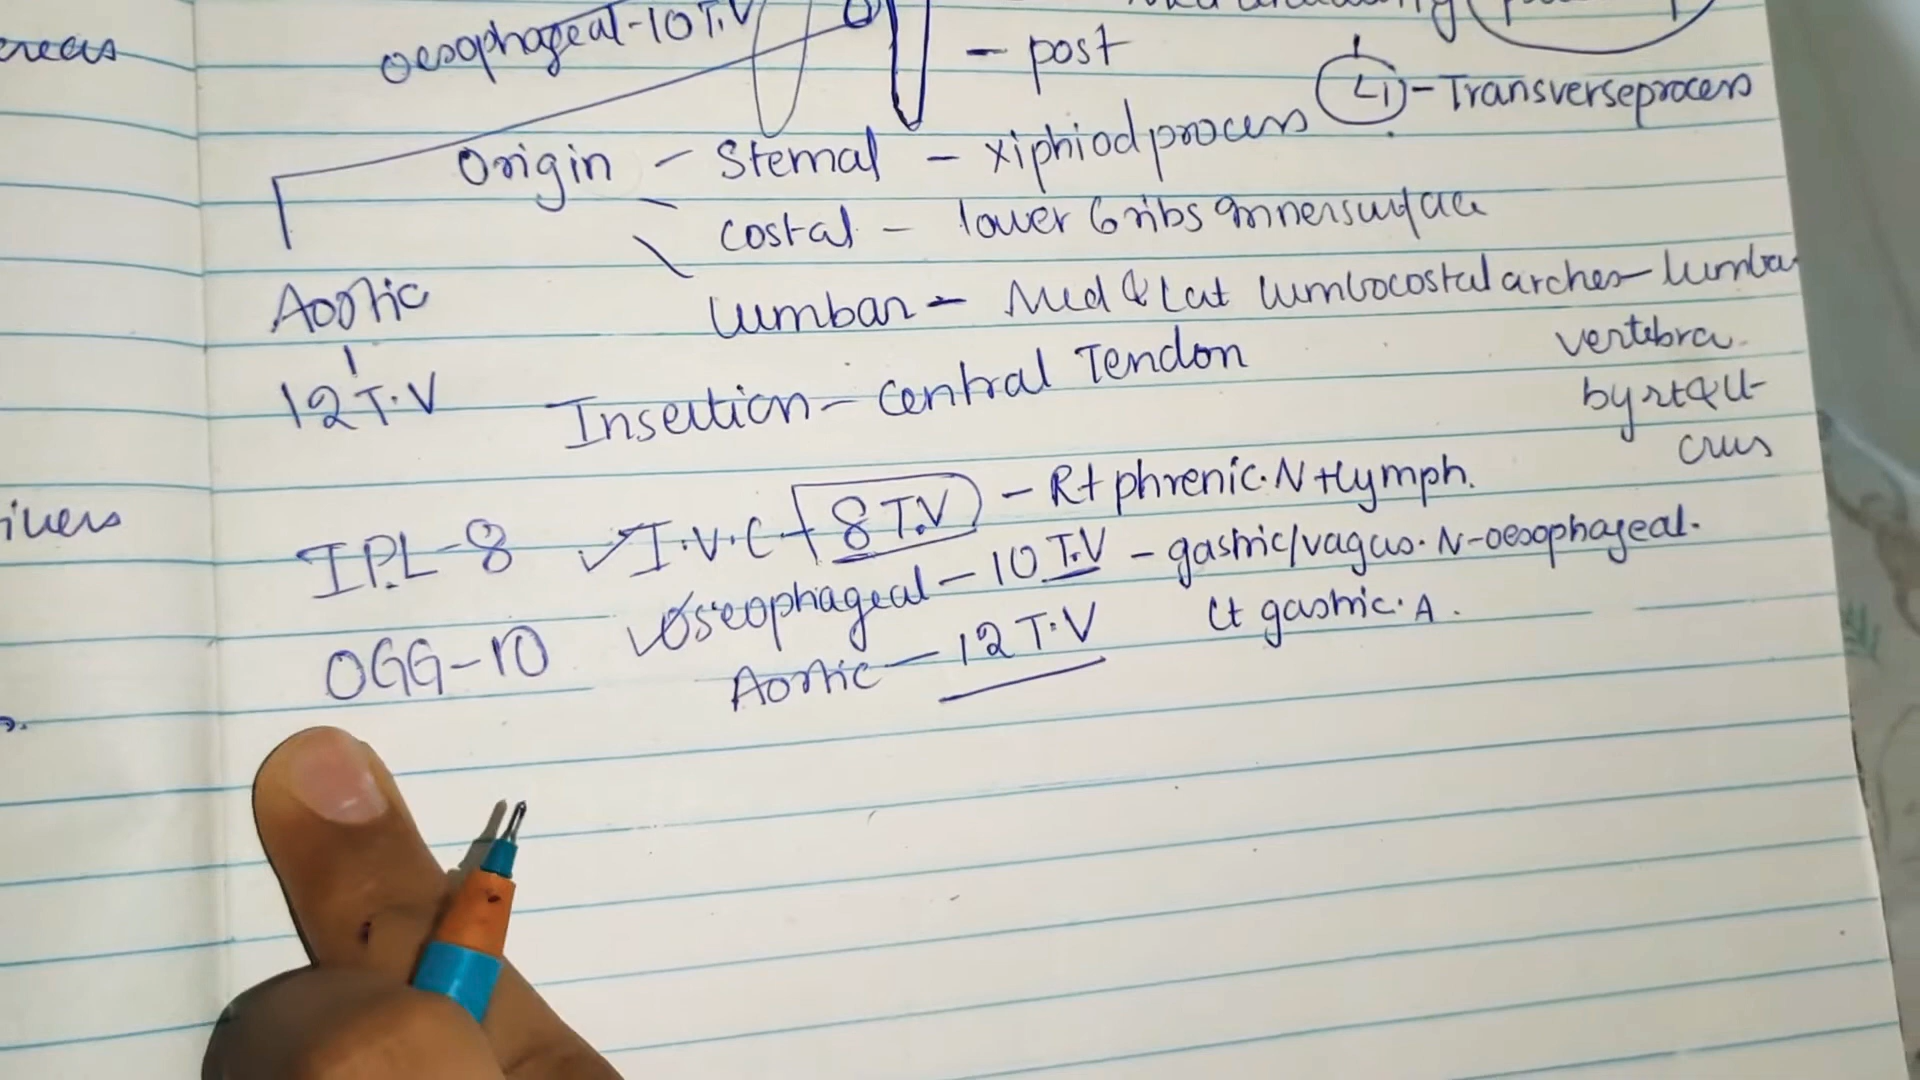 oesophageal-10 T.V
- post
L1 - Transverseprocess
Origin - Sternal - xiphiod process
costal - lower 6 ribs innersurface
Lumbar - Med & Lat lumbocostal arches - lumbar
vertebra
by rt & lt
crus
Aortic
12 T.V
Insertion - central Tendon
IPL-8
I.V.C - 8 T.V - Rt phrenic.N + lymph.
OGG-10
Oseophageal - 10 T.V - gastric/vagus.N-oesophageal.
Lt gastric.A.
Aortic - 12 T.V